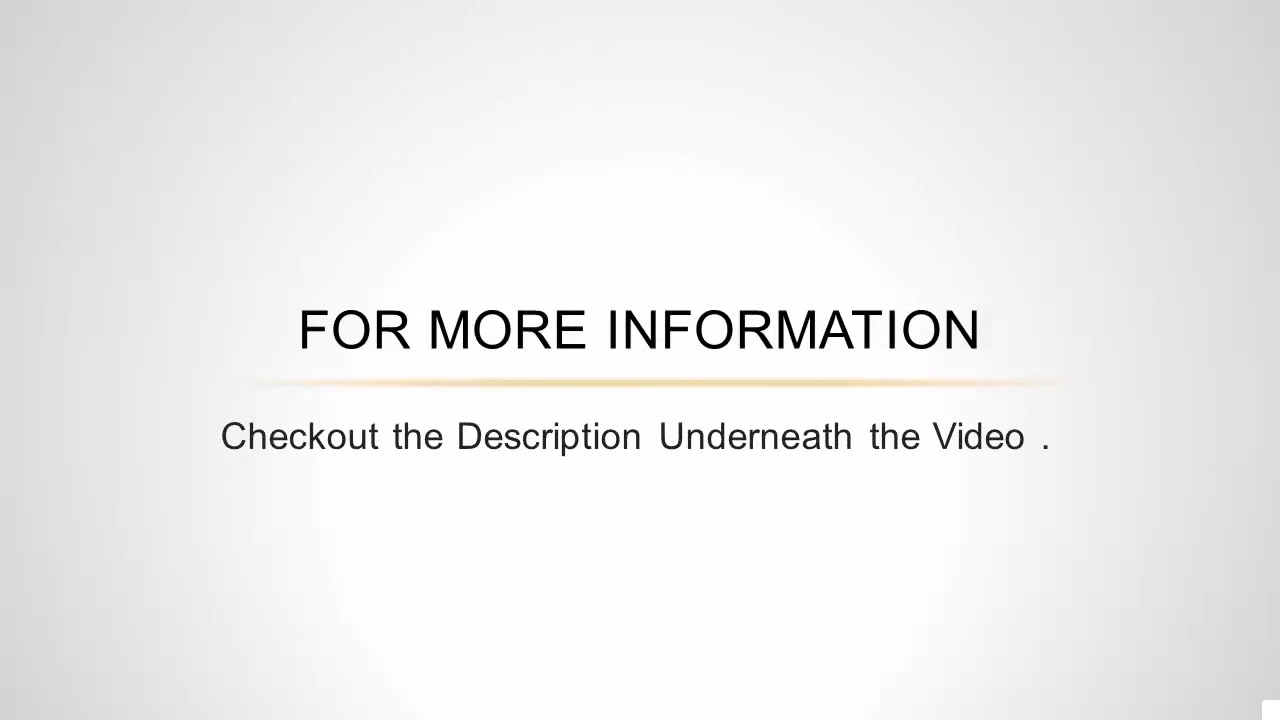 FOR MORE INFORMATION
Checkout the Description Underneath the Video .